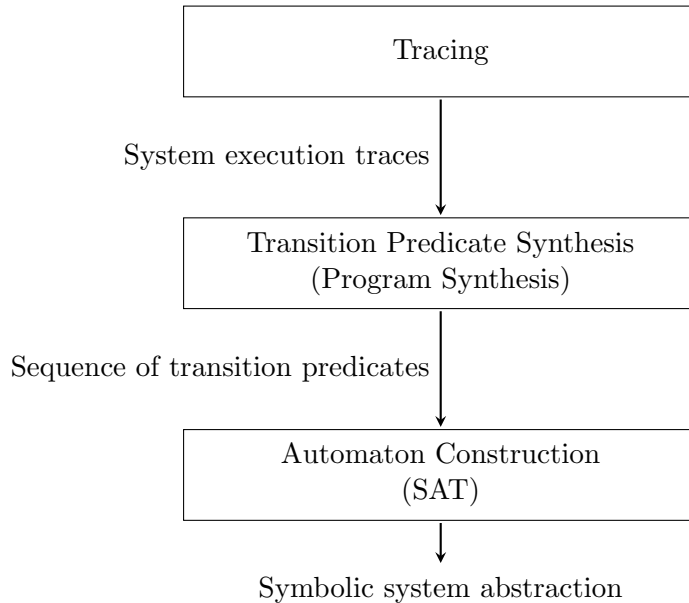 Tracing
System execution traces
Transition Predicate Synthesis
(Program Synthesis)
Sequence of transition predicates
Automaton Construction
(SAT)
Symbolic system abstraction